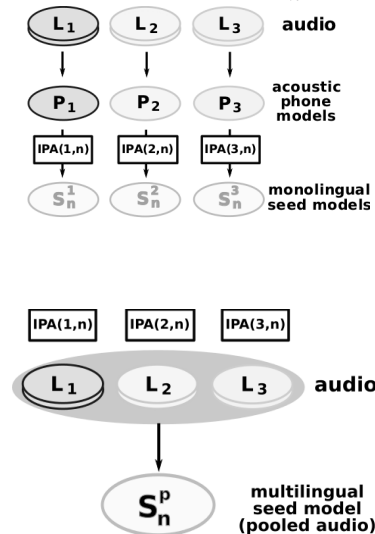 L1 L2 L3 audio
P1 P2 P3 acoustic
phone
models
IPA(1,n) IPA(2,n) IPA(3,n)
S¹n S²n S³n monolingual
seed models
IPA(1,n) IPA(2,n) IPA(3,n)
L1 L2 L3 audio
Sᵖn multilingual
seed model
(pooled audio)